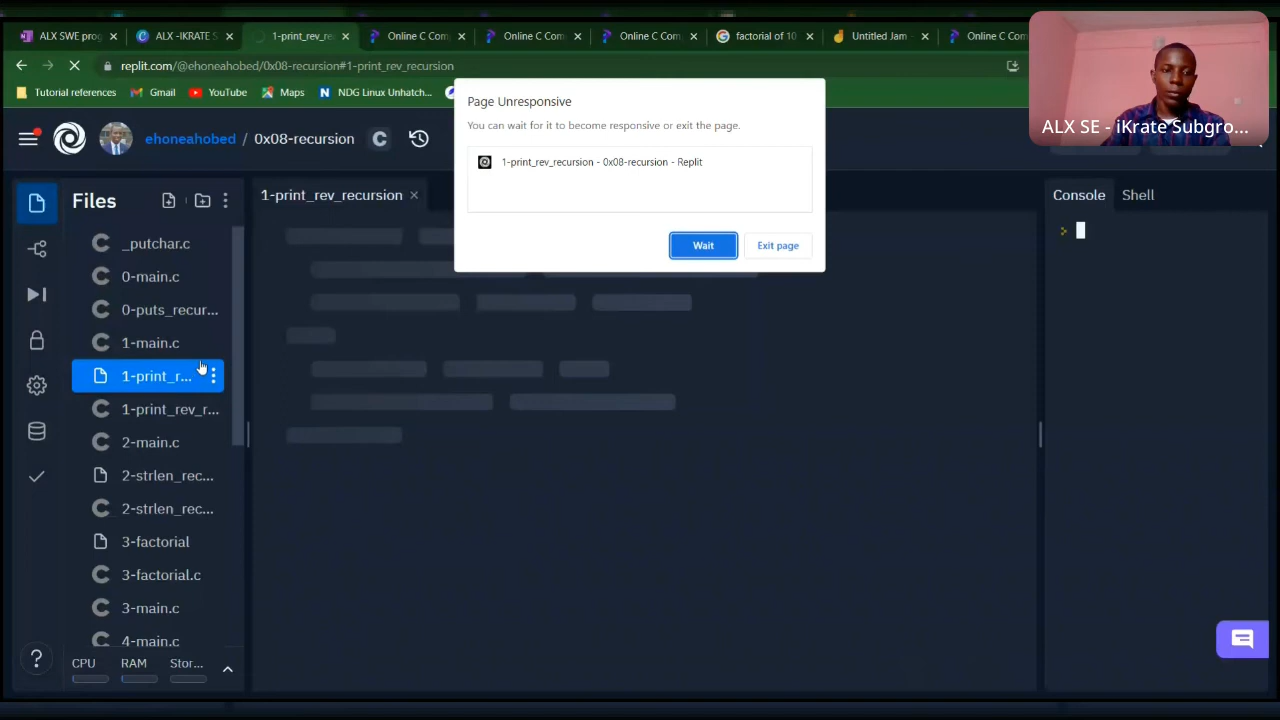 ALX SWE prog
ALX -IKRATE S
1-print_rev_re
Online C Com
Online C Com
Online C Com
factorial of 10
Untitled Jam -
Online C Com
replit.com/@ehoneahobed/0x08-recursion#1-print_rev_recursion
Tutorial references
Gmail
YouTube
Maps
NDG Linux Unhatch...
ALX SE - iKrate Subgro...
Page Unresponsive
You can wait for it to become responsive or exit the page.
1-print_rev_recursion - 0x08-recursion - Replit
Wait
Exit page
ehoneahobed / 0x08-recursion
C
Files
1-print_rev_recursion
Console
Shell
C _putchar.c
C 0-main.c
C 0-puts_recur...
C 1-main.c
1-print_r...
C 1-print_rev_r...
C 2-main.c
2-strlen_rec...
C 2-strlen_rec...
3-factorial
C 3-factorial.c
C 3-main.c
C 4-main.c
?
CPU
RAM
Stor...